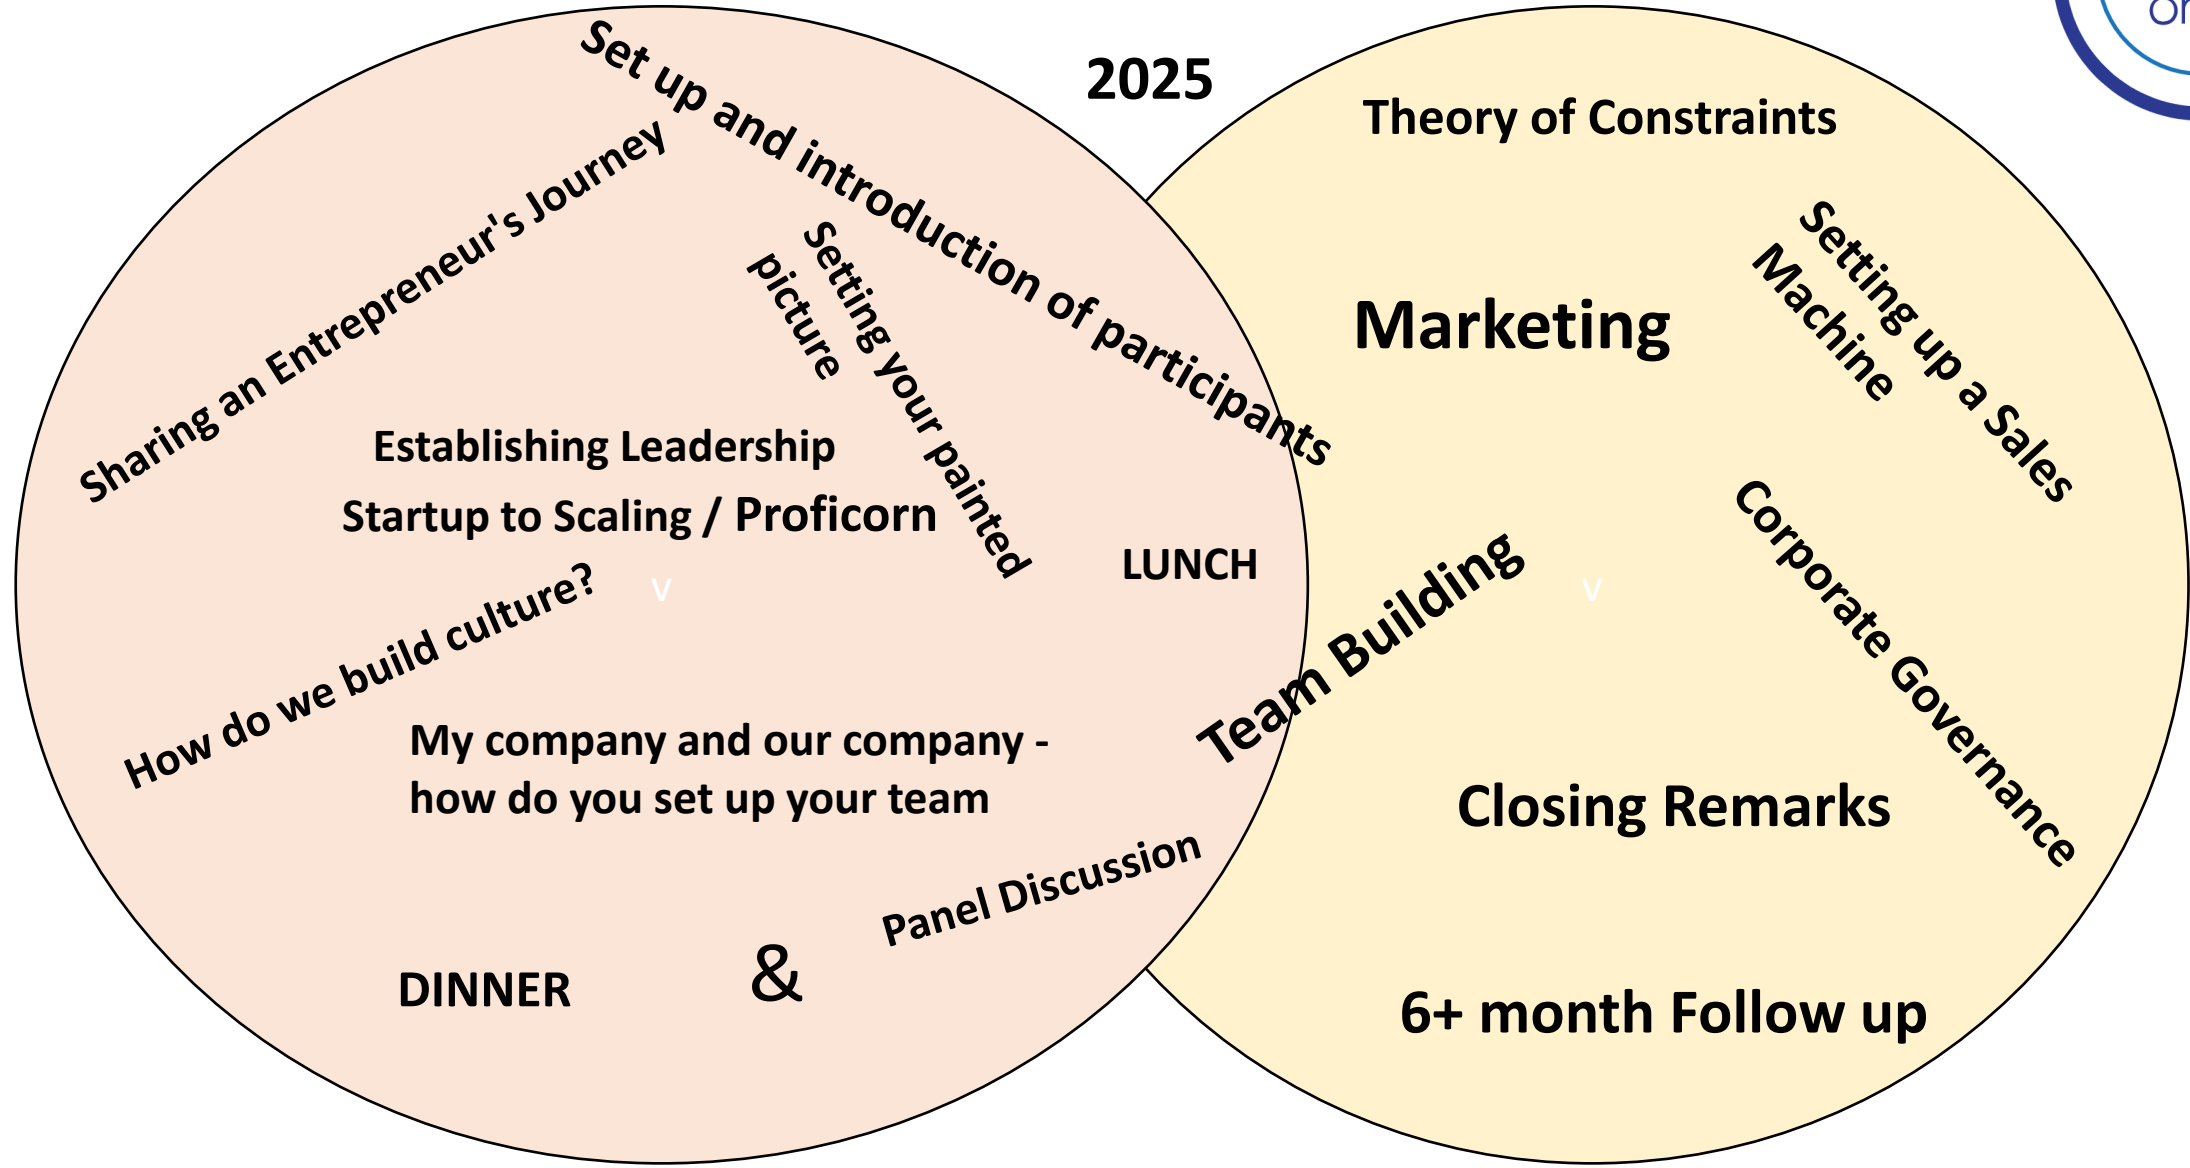 2025
Set up and introduction of participants
Sharing an Entrepreneur's Journey
Setting your painted
picture
Establishing Leadership
Startup to Scaling / Proficorn
LUNCH
How do we build culture?
v
My company and our company -
how do you set up your team
Panel Discussion
DINNER
&
Theory of Constraints
Setting up a Sales
Machine
Marketing
Corporate Governance
Team Building
v
Closing Remarks
6+ month Follow up